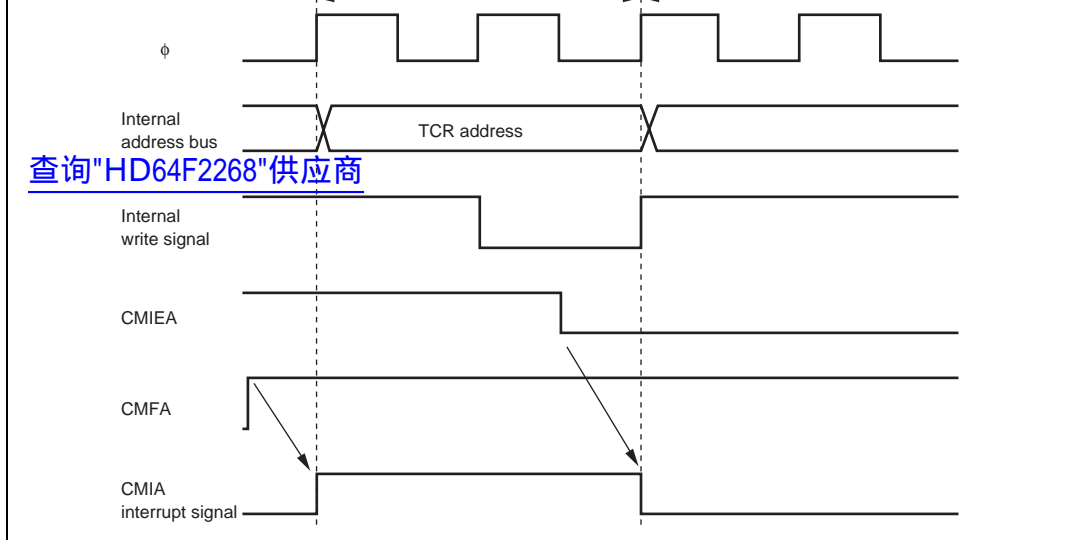 φ
Internal
address bus
TCR address
查询"HD64F2268"供应商
Internal
write signal
CMIEA
CMFA
CMIA
interrupt signal